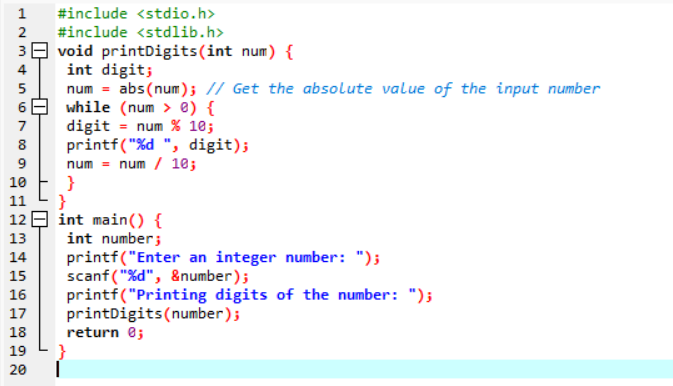 1 #include <stdio.h>
2 #include <stdlib.h>
3 void printDigits(int num) {
4 int digit;
5 num = abs(num); // Get the absolute value of the input number
6 while (num > 0) {
7 digit = num % 10;
8 printf("%d ", digit);
9 num = num / 10;
10 }
11 }
12 int main() {
13 int number;
14 printf("Enter an integer number: ");
15 scanf("%d", &number);
16 printf("Printing digits of the number: ");
17 printDigits(number);
18 return 0;
19 }
20